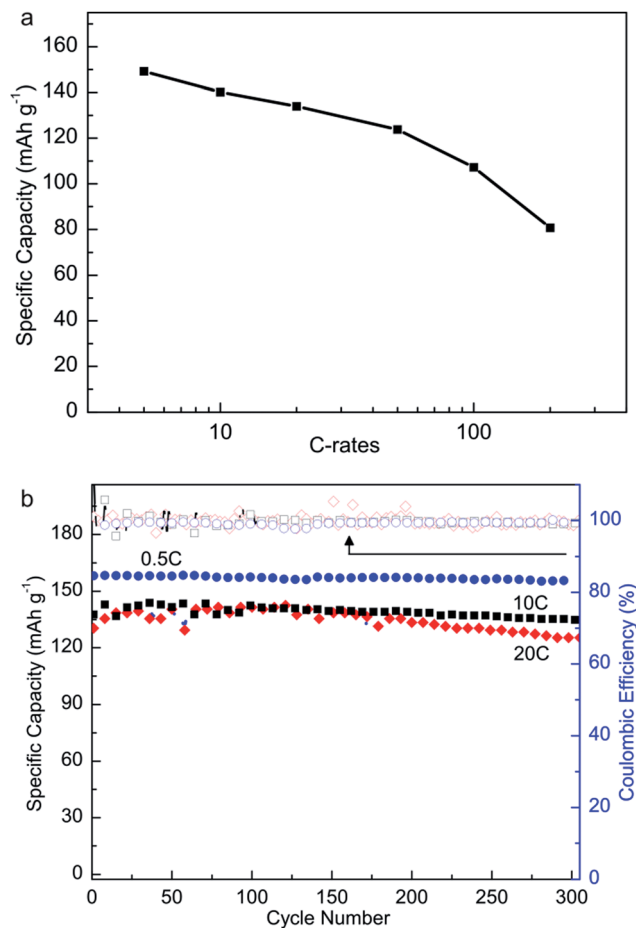 a
160
140
120
100
80
60
40
20
0
Specific Capacity (mAh g⁻¹)
10 100
C-rates
b
180
150
130
90
60
30
0
Specific Capacity (mAh g⁻¹)
0.5C
10C
20C
100
80
60
40
20
0
Coulombic Efficiency (%)
0 50 100 150 200 250 300
Cycle Number